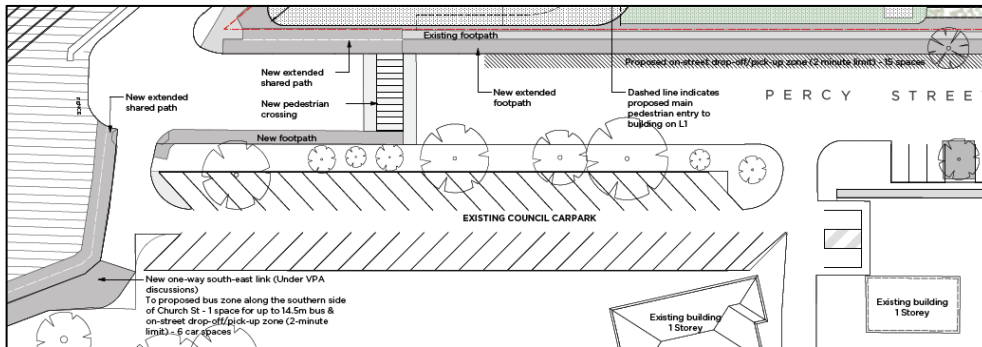 Existing footpath
Proposed on-street drop-off/pick-up zone (2 minute limit) - 15 spaces
New extended
shared path
New pedestrian
crossing
New extended
footpath
Dashed line indicates
proposed main
pedestrian entry to
building on L1
PERCY STREET
New extended
shared path
New footpath
EXISTING COUNCIL CARPARK
New one-way south-east link (Under VPA
discussions)
To proposed bus zone along the southern side
of Church St - 1 space for up to 14.5m bus &
on-street drop-off/pick-up zone (2-minute
limit) - 6 car spaces
Existing building
1 Storey
Existing building
1 Storey